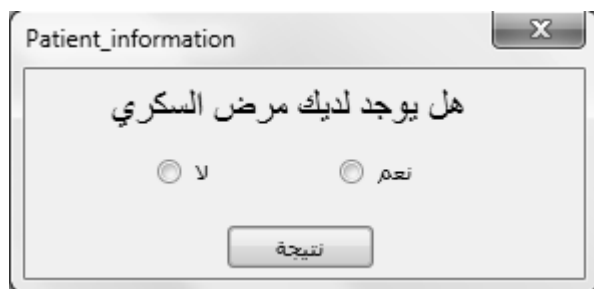 Patient_information
هل يوجد لديك مرض السكري
نعم لا
نتيجة